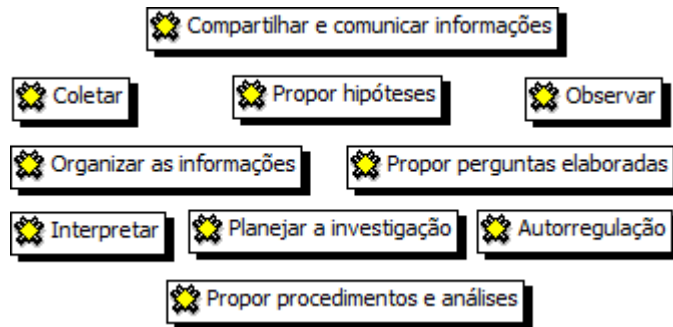 Compartilhar e comunicar informações
Coletar
Propor hipóteses
Observar
Organizar as informações
Propor perguntas elaboradas
Interpretar
Planejar a investigação
Autorregulação
Propor procedimentos e análises